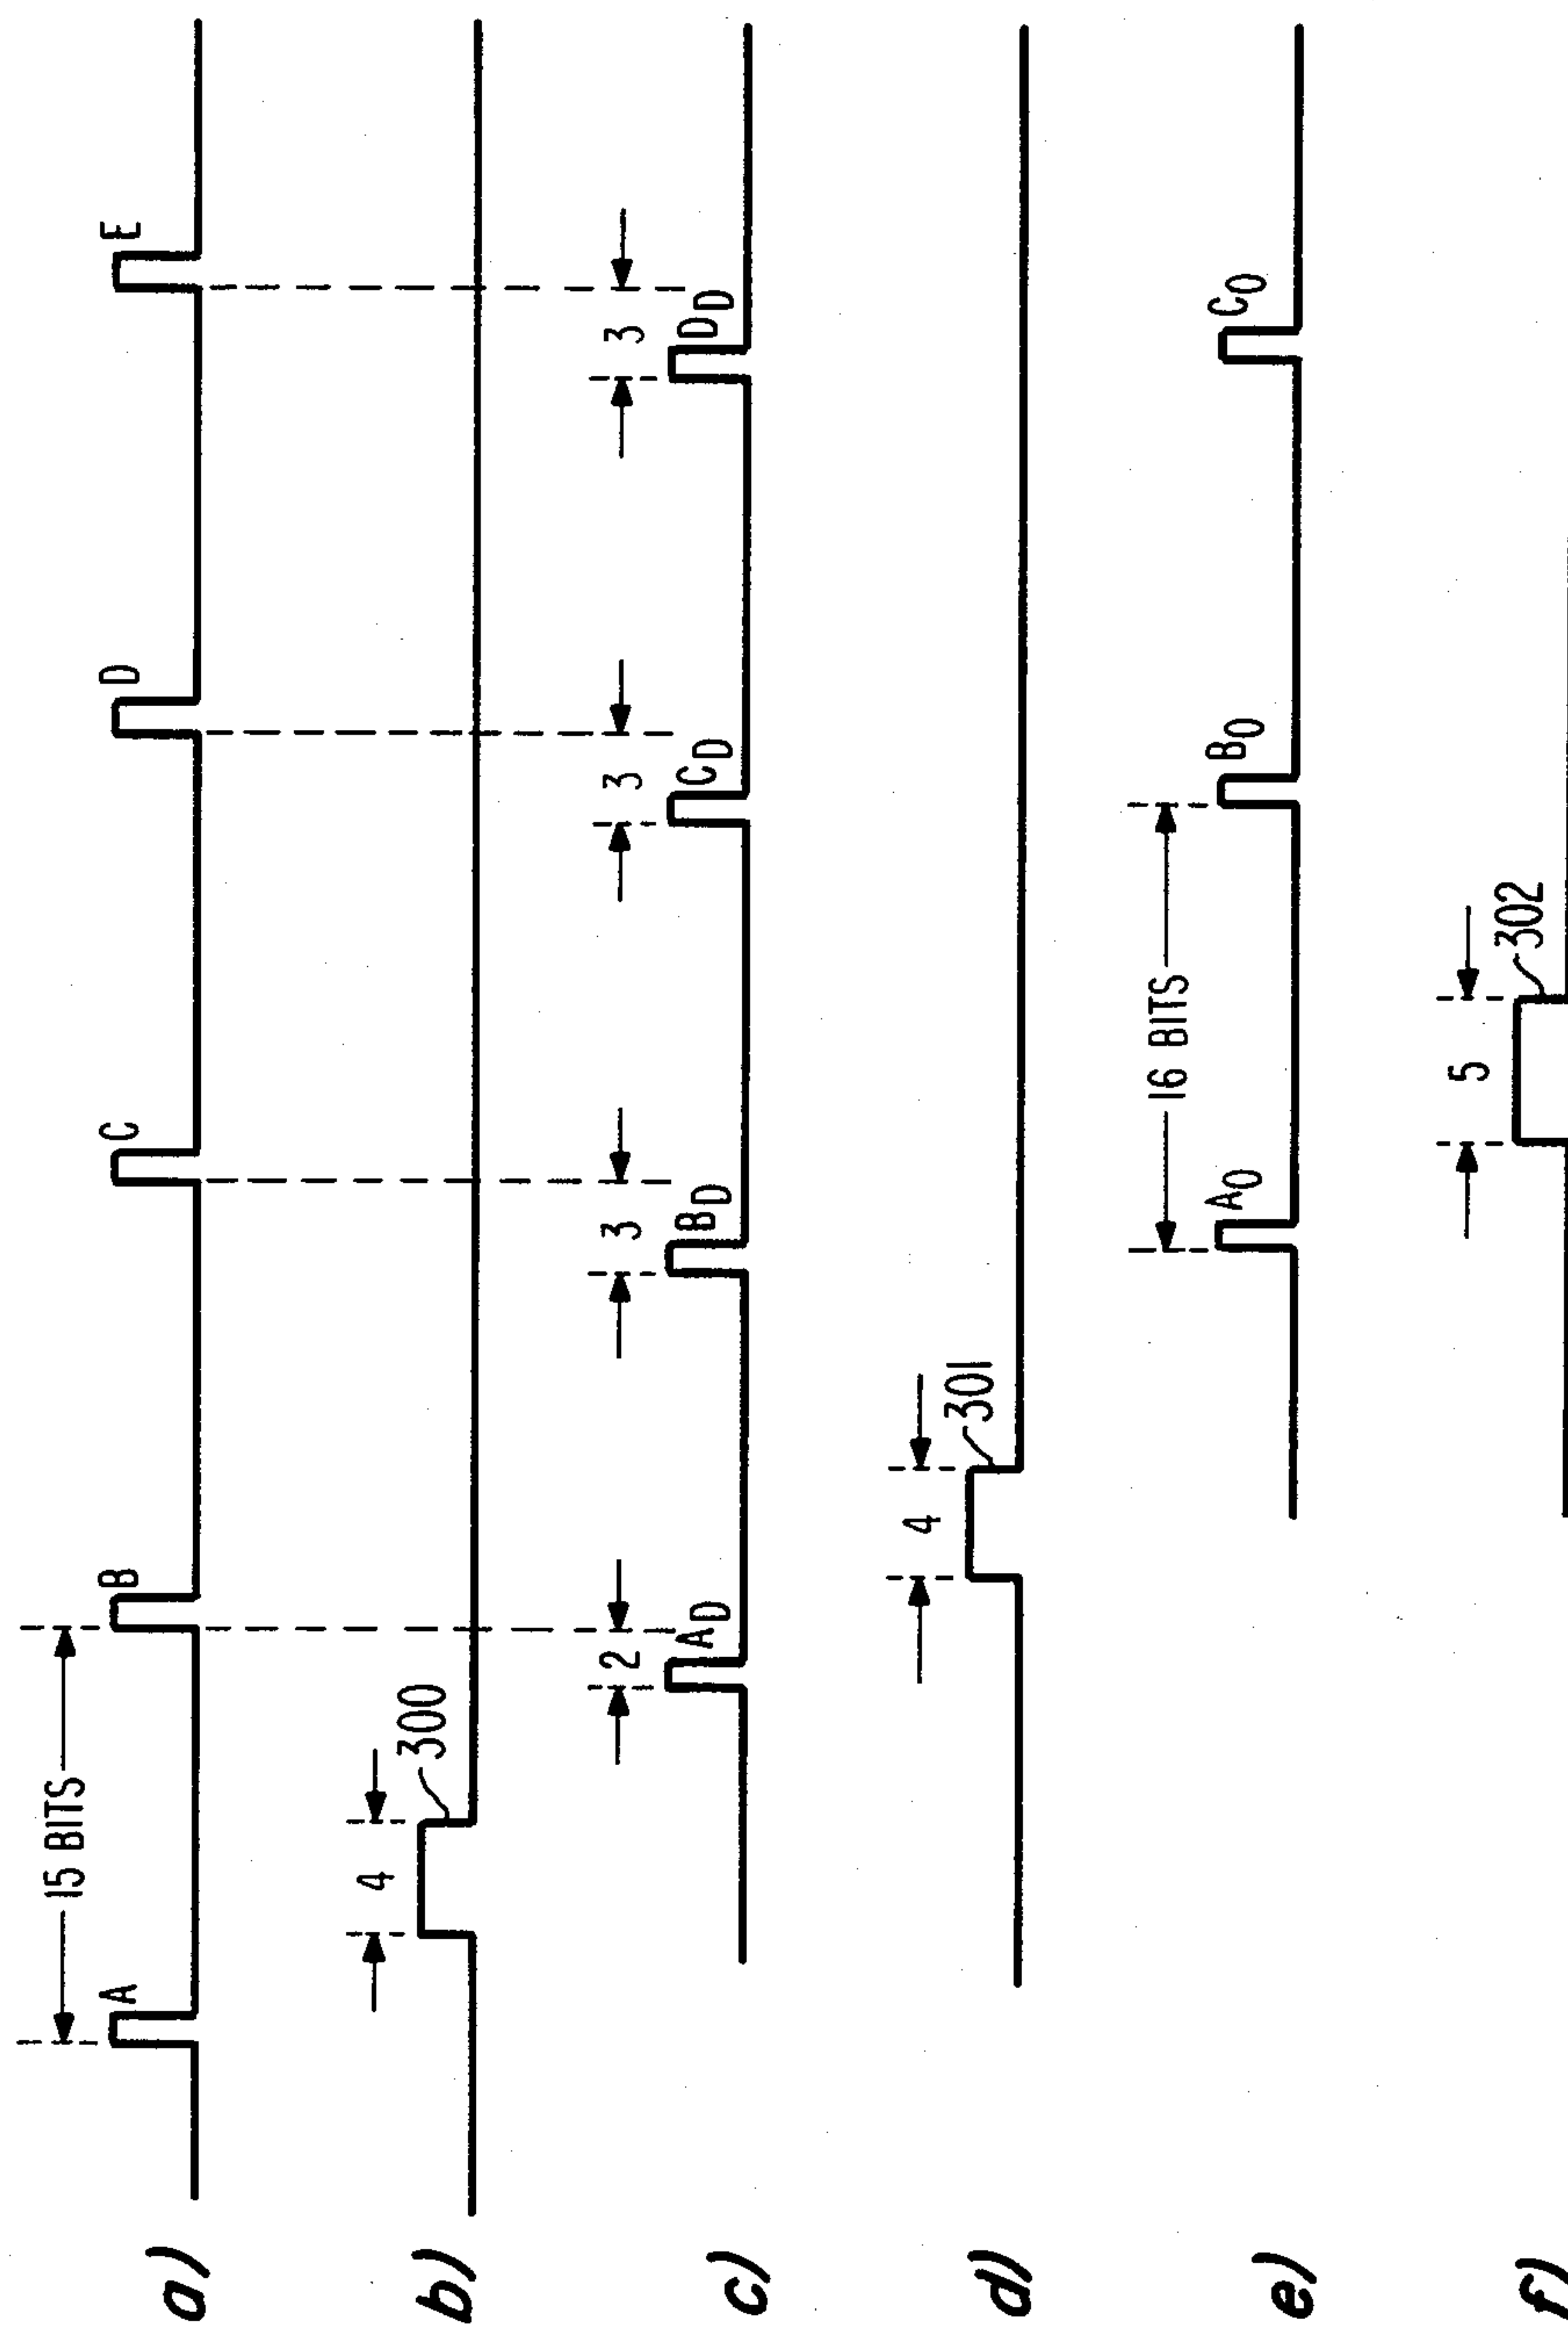 a)
15 BITS
A
B
C
D
E
b)
4
300
c)
2
A_D
3
B_D
3
C_D
3
D_D
d)
4
301
e)
16 BITS
A_O
B_O
C_O
f)
5
302